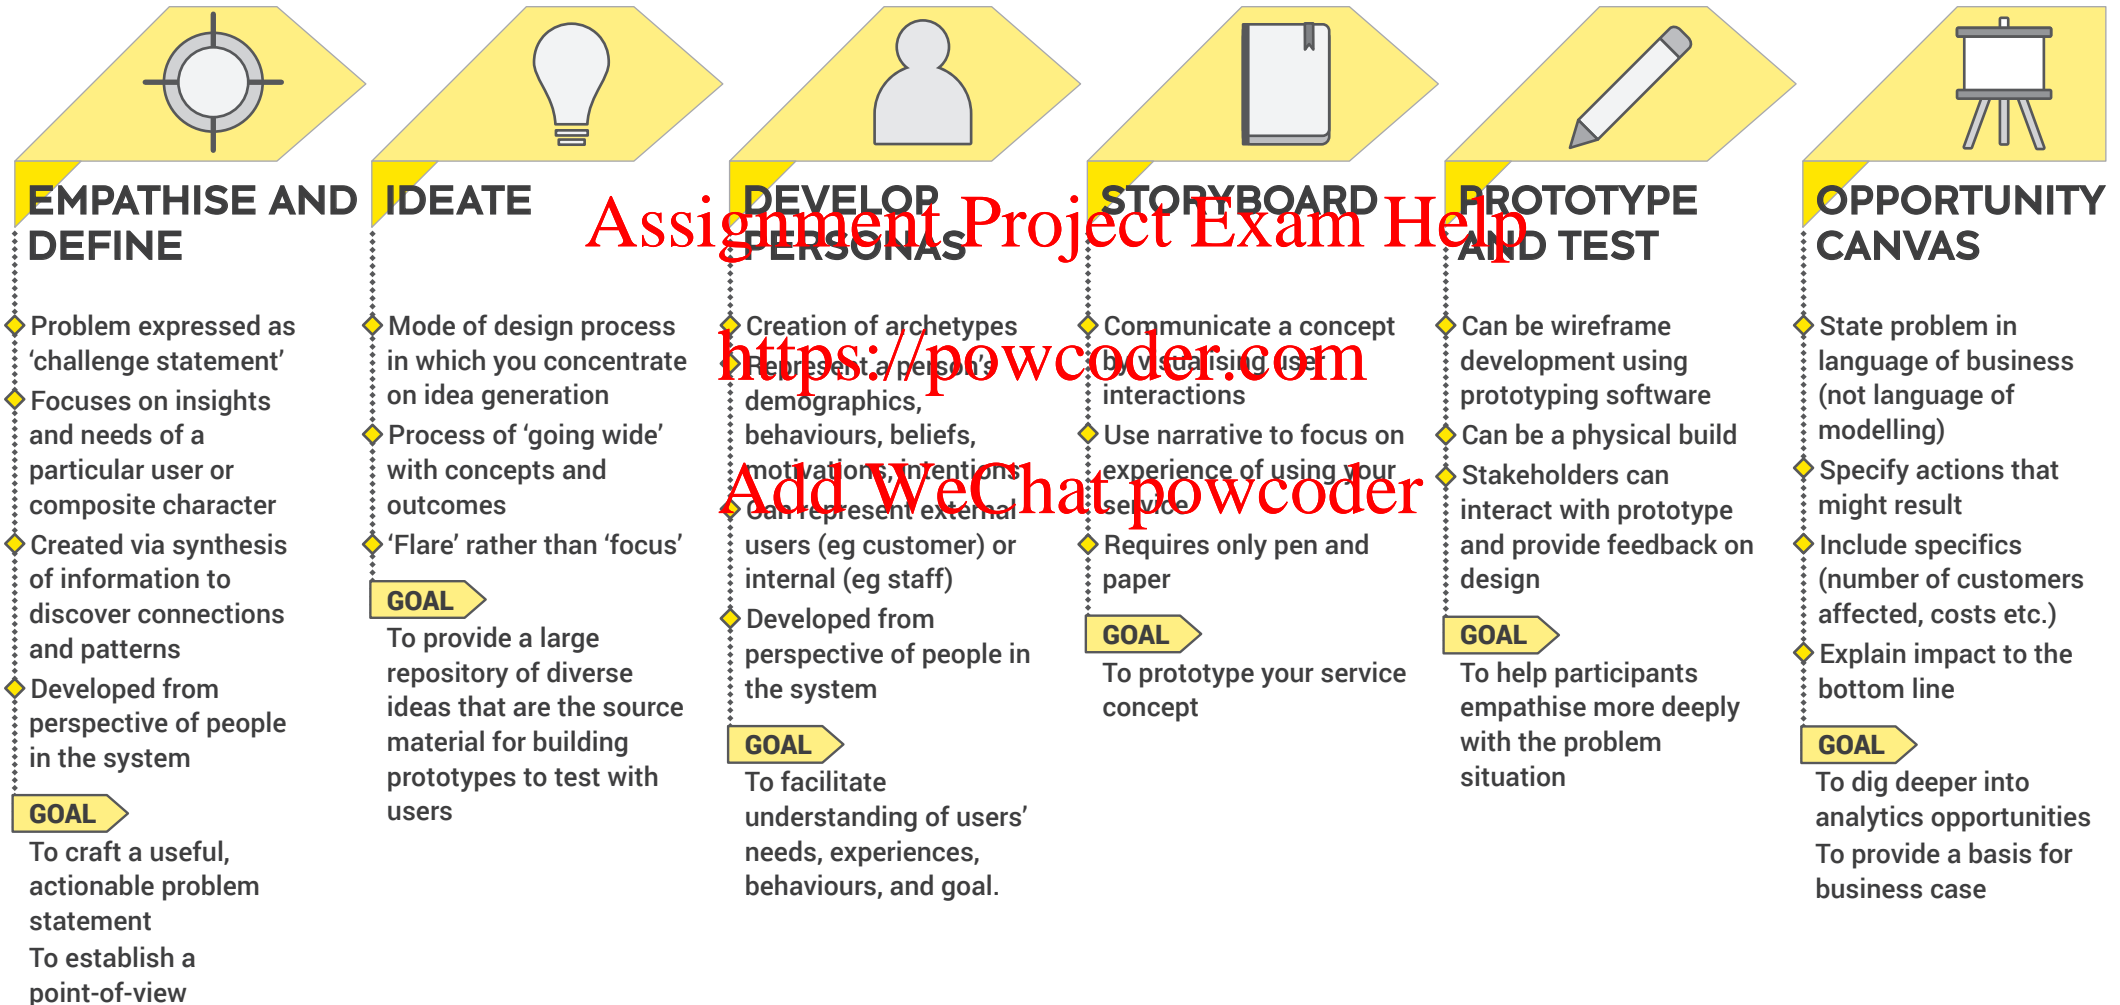 EMPATHISE AND
DEFINE
Problem expressed as
‘challenge statement’
Focuses on insights
and needs of a
particular user or
composite character
Created via synthesis
of information to
discover connections
and patterns
Developed from
perspective of people
in the system
GOAL
To craft a useful,
actionable problem
statement
To establish a
point-of-view
IDEATE
Mode of design process
in which you concentrate
on idea generation
Process of ‘going wide’
with concepts and
outcomes
‘Flare’ rather than ‘focus’
GOAL
To provide a large
repository of diverse
ideas that are the source
material for building
prototypes to test with
users
DEVELOP
PERSONAS
Creation of archetypes
Represent a person’s
demographics,
behaviours, beliefs,
motivations, intentions
Can represent external
users (eg customer) or
internal (eg staff)
Developed from
perspective of people in
the system
GOAL
To facilitate
understanding of users’
needs, experiences,
behaviours, and goal.
STORYBOARD
Communicate a concept
by visualising user
interactions
Use narrative to focus on
experience of using your
service
Requires only pen and
paper
GOAL
To prototype your service
concept
PROTOTYPE
AND TEST
Can be wireframe
development using
prototyping software
Can be a physical build
Stakeholders can
interact with prototype
and provide feedback on
design
GOAL
To help participants
empathise more deeply
with the problem
situation
OPPORTUNITY
CANVAS
State problem in
language of business
(not language of
modelling)
Specify actions that
might result
Include specifics
(number of customers
affected, costs etc.)
Explain impact to the
bottom line
GOAL
To dig deeper into
analytics opportunities
To provide a basis for
business case
Assignment Project Exam Help
https://powcoder.com
Add WeChat powcoder